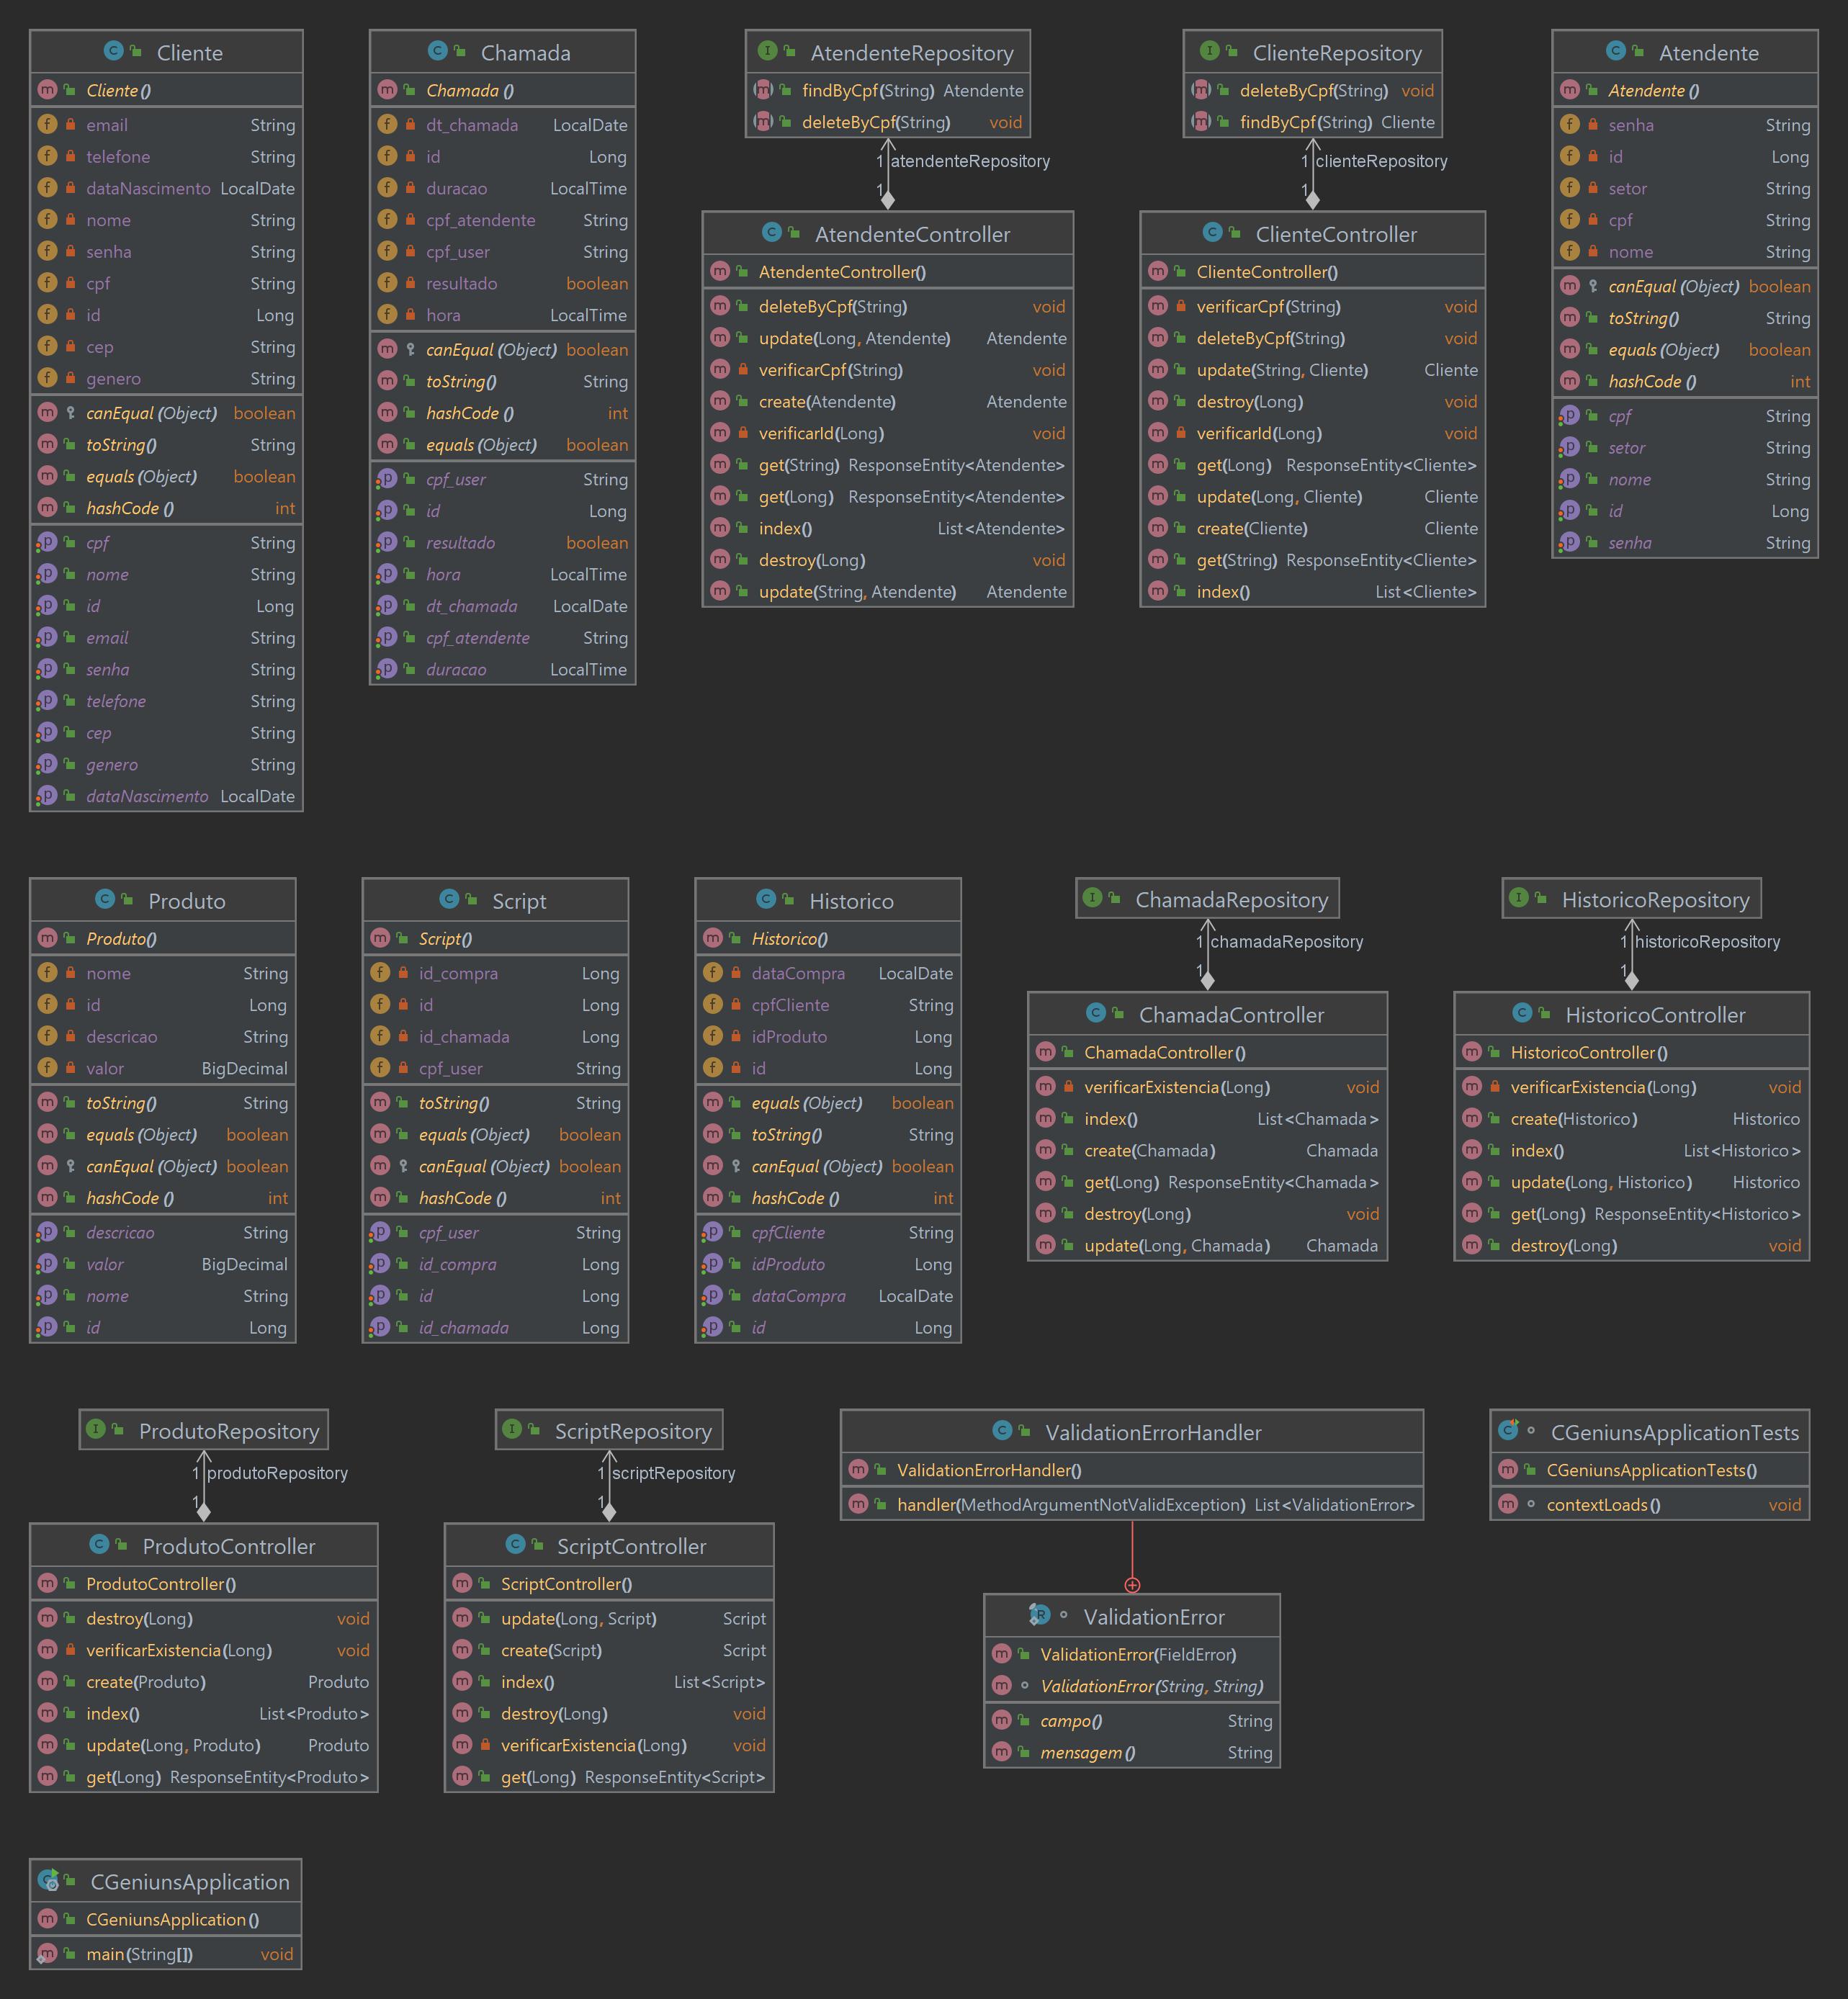 Cliente
Cliente()
email String
telefone String
dataNascimento LocalDate
nome String
senha String
cpf String
id Long
cep String
genero String
canEqual(Object) boolean
toString() String
equals(Object) boolean
hashCode() int
cpf String
nome String
id Long
email String
senha String
telefone String
cep String
genero String
dataNascimento LocalDate
Chamada
Chamada()
dt_chamada LocalDate
id Long
duracao LocalTime
cpf_atendente String
cpf_user String
resultado boolean
hora LocalTime
canEqual(Object) boolean
toString() String
hashCode() int
equals(Object) boolean
cpf_user String
id Long
resultado boolean
hora LocalTime
dt_chamada LocalDate
cpf_atendente String
duracao LocalTime
AtendenteRepository
findByCpf(String) Atendente
deleteByCpf(String) void
1 atendenteRepository
1
AtendenteController
AtendenteController()
deleteByCpf(String) void
update(Long, Atendente) Atendente
verificarCpf(String) void
create(Atendente) Atendente
verificarId(Long) void
get(String) ResponseEntity<Atendente>
get(Long) ResponseEntity<Atendente>
index() List<Atendente>
destroy(Long) void
update(String, Atendente) Atendente
ClienteRepository
deleteByCpf(String) void
findByCpf(String) Cliente
1 clienteRepository
1
ClienteController
ClienteController()
verificarCpf(String) void
deleteByCpf(String) void
update(String, Cliente) Cliente
destroy(Long) void
verificarId(Long) void
get(Long) ResponseEntity<Cliente>
update(Long, Cliente) Cliente
create(Cliente) Cliente
get(String) ResponseEntity<Cliente>
index() List<Cliente>
Atendente
Atendente()
senha String
id Long
setor String
cpf String
nome String
canEqual(Object) boolean
toString() String
equals(Object) boolean
hashCode() int
cpf String
setor String
nome String
id Long
senha String
Produto
Produto()
nome String
id Long
descricao String
valor BigDecimal
toString() String
equals(Object) boolean
canEqual(Object) boolean
hashCode() int
descricao String
valor BigDecimal
nome String
id Long
Script
Script()
id_compra Long
id Long
id_chamada Long
cpf_user String
toString() String
equals(Object) boolean
canEqual(Object) boolean
hashCode() int
cpf_user String
id_compra Long
id Long
id_chamada Long
Historico
Historico()
dataCompra LocalDate
cpfCliente String
idProduto Long
id Long
equals(Object) boolean
toString() String
canEqual(Object) boolean
hashCode() int
cpfCliente String
idProduto Long
dataCompra LocalDate
id Long
ChamadaRepository
1 chamadaRepository
1
ChamadaController
ChamadaController()
verificarExistencia(Long) void
index() List<Chamada>
create(Chamada) Chamada
get(Long) ResponseEntity<Chamada>
destroy(Long) void
update(Long, Chamada) Chamada
HistoricoRepository
1 historicoRepository
1
HistoricoController
HistoricoController()
verificarExistencia(Long) void
create(Historico) Historico
index() List<Historico>
update(Long, Historico) Historico
get(Long) ResponseEntity<Historico>
destroy(Long) void
ProdutoRepository
1 produtoRepository
1
ProdutoController
ProdutoController()
destroy(Long) void
verificarExistencia(Long) void
create(Produto) Produto
index() List<Produto>
update(Long, Produto) Produto
get(Long) ResponseEntity<Produto>
ScriptRepository
1 scriptRepository
1
ScriptController
ScriptController()
update(Long, Script) Script
create(Script) Script
index() List<Script>
destroy(Long) void
verificarExistencia(Long) void
get(Long) ResponseEntity<Script>
ValidationErrorHandler
ValidationErrorHandler()
handler(MethodArgumentNotValidException) List<ValidationError>
ValidationError
ValidationError(FieldError)
ValidationError(String, String)
campo() String
mensagem() String
CGeniunsApplicationTests
CGeniunsApplicationTests()
contextLoads() void
CGeniunsApplication
CGeniunsApplication()
main(String[]) void